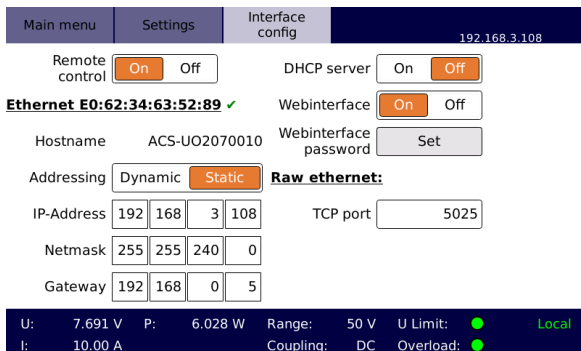 Main menu Settings Interface config 192.168.3.108
Remote control On Off DHCP server On Off
Ethernet E0:62:34:63:52:89 ✔ Webinterface On Off
Hostname ACS-UO2070010 Webinterface password Set
Addressing Dynamic Static Raw ethernet:
IP-Address 192 168 3 108 TCP port 5025
Netmask 255 255 240 0
Gateway 192 168 0 5
U: 7.691 V P: 6.028 W Range: 50 V U Limit: Local
I: 10.00 A Coupling: DC Overload: